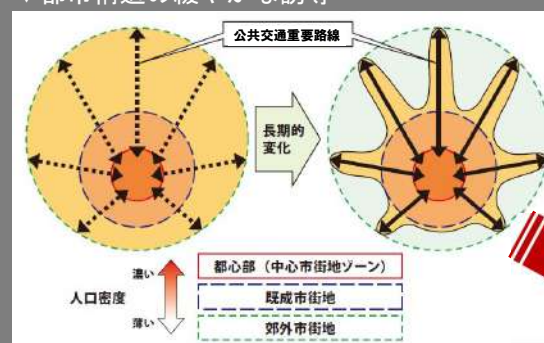 公共交通重要路線
長期的
変化
濃い
人口密度
薄い
都心部（中心市街地ゾーン）
既成市街地
郊外市街地